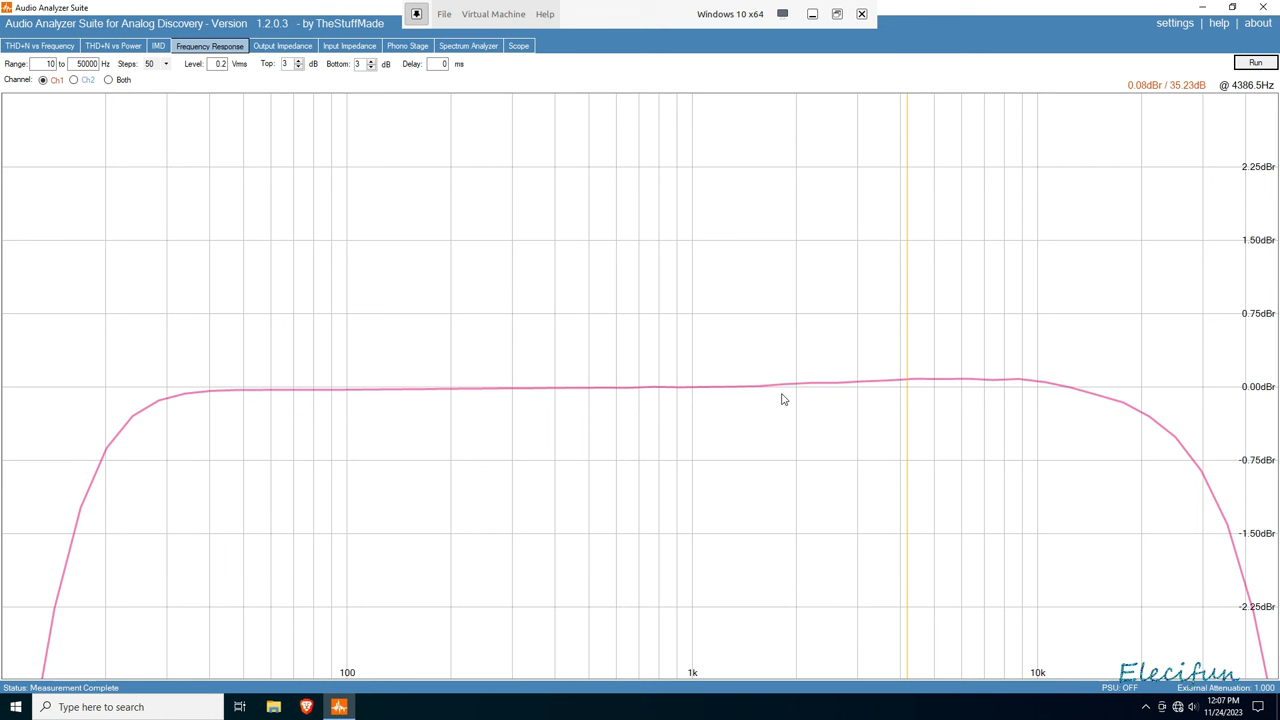 Audio Analyzer Suite
File Virtual Machine Help
Windows 10 x64
Audio Analyzer Suite for Analog Discovery - Version 1.2.0.3 - by TheStuffMade
settings | help | about
THD+N vs Frequency THD+N vs Power IMD Frequency Response Output Impedance Input Impedance Phono Stage Spectrum Analyzer Scope
Range: 10 to 50000 Hz Steps: 50 Level: 0.2 Vrms Top: 3 dB Bottom: 3 dB Delay: 0 ms
Run
Channel: Ch1 Ch2 Both
0.08dBr / 35.23dB @ 4386.5Hz
2.25dBr
1.50dBr
0.75dBr
0.00dBr
-0.75dBr
-1.50dBr
-2.25dBr
100 1k 10k
Elecifun
Status: Measurement Complete
PSU: OFF External Attenuation: 1.000
Type here to search
12:07 PM
11/24/2023